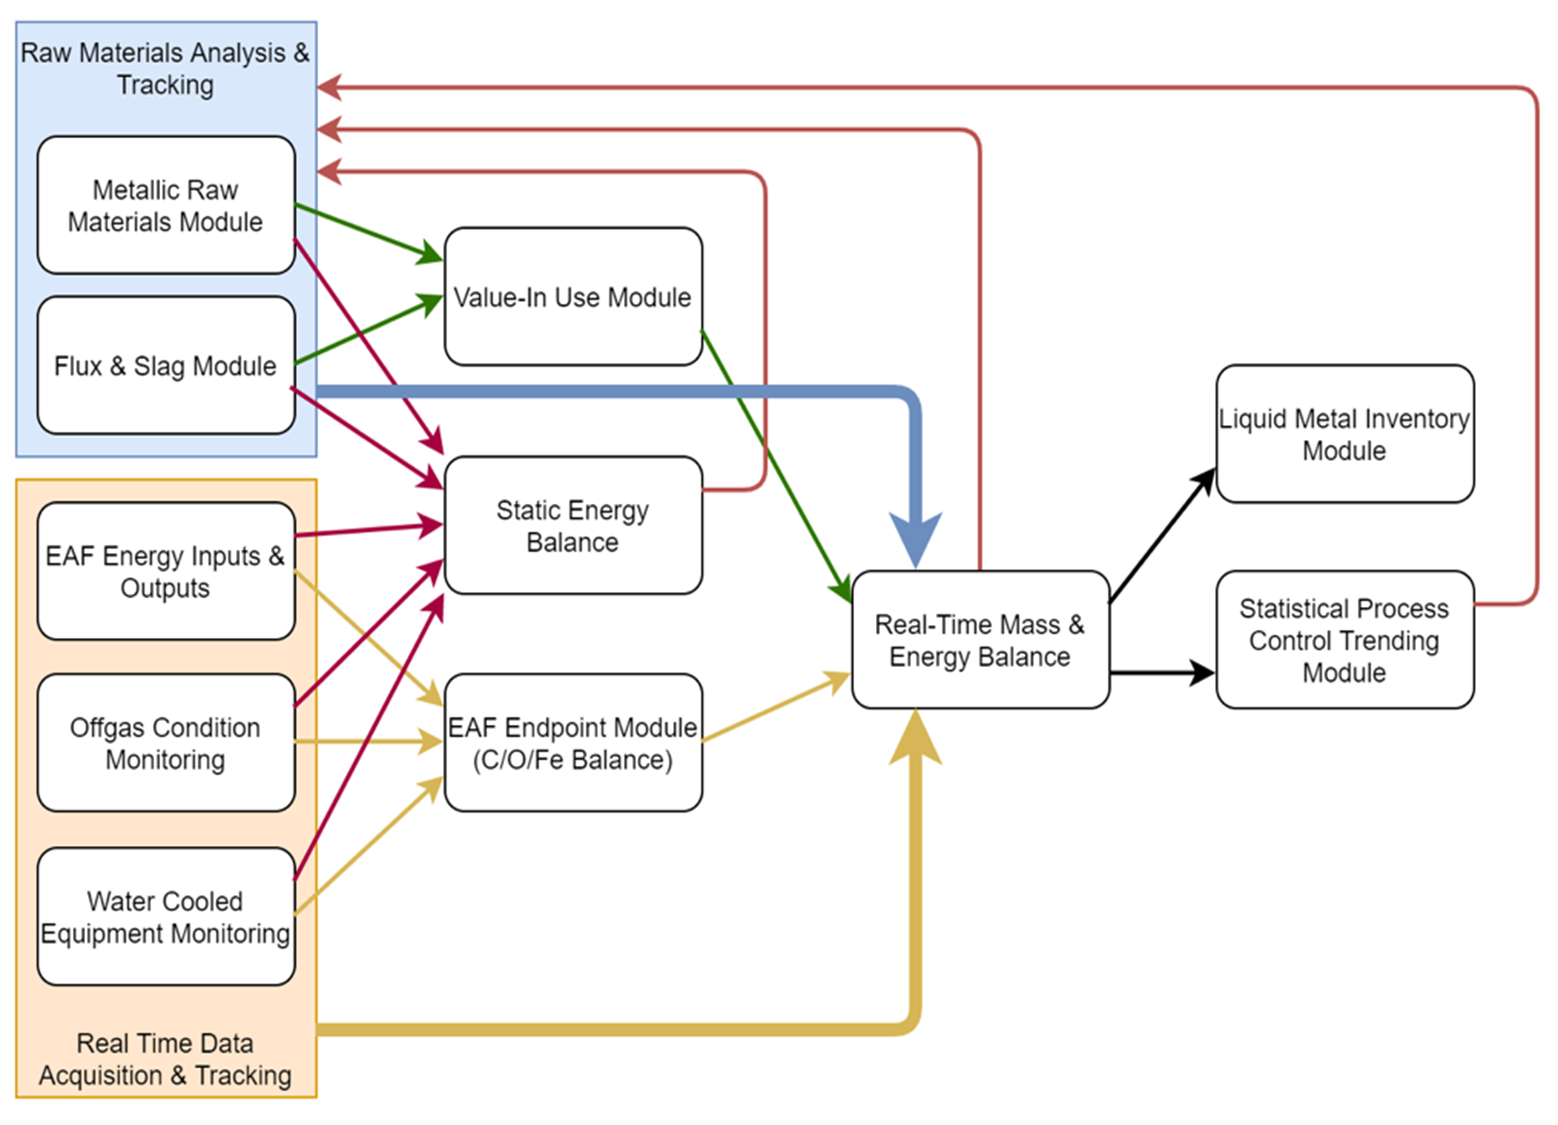 Raw Materials Analysis &
Tracking
Metallic Raw
Materials Module
Flux & Slag Module
Value-In Use Module
Static Energy
Balance
EAF Energy Inputs &
Outputs
Offgas Condition
Monitoring
Water Cooled
Equipment Monitoring
Real Time Data
Acquisition & Tracking
EAF Endpoint Module
(C/O/Fe Balance)
Real-Time Mass &
Energy Balance
Liquid Metal Inventory
Module
Statistical Process
Control Trending
Module